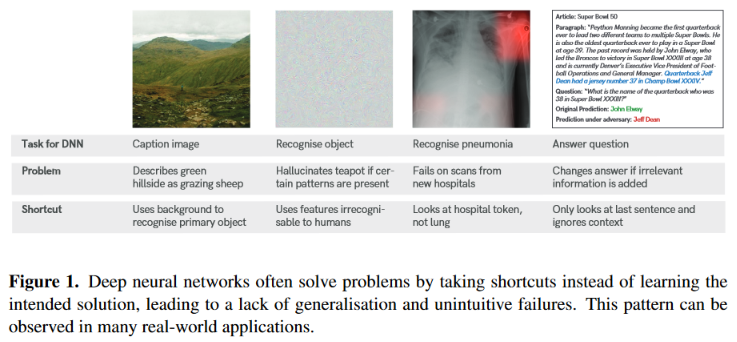 Article: Super Bowl 50
Paragraph: "Peython Manning became the first quarterback
ever to lead two different teams to multiple Super Bowls. He
is also the oldest quarterback ever to play in a Super Bowl
at age 39. The past record was held by John Elway, who
led the Broncos to victory in Super Bowl XXXIII at age 38
and is currently Denver's Executive Vice President of Foot-
ball Operations and General Manager. Quarterback Jeff
Dean had a jersey number 37 in Champ Bowl XXXIV."
Question: "What is the name of the quarterback who was
38 in Super Bowl XXXIII?"
Original Prediction: John Elway
Prediction under adversary: Jeff Dean
Task for DNN Caption image Recognise object Recognise pneumonia Answer question
Problem Describes green Hallucinates teapot if cer- Fails on scans from Changes answer if irrelevant
hillside as grazing sheep tain patterns are present new hospitals information is added
Shortcut Uses background to Uses features irrecogni- Looks at hospital token, Only looks at last sentence and
recognise primary object sable to humans not lung ignores context
Figure 1. Deep neural networks often solve problems by taking shortcuts instead of learning the
intended solution, leading to a lack of generalisation and unintuitive failures. This pattern can be
observed in many real-world applications.